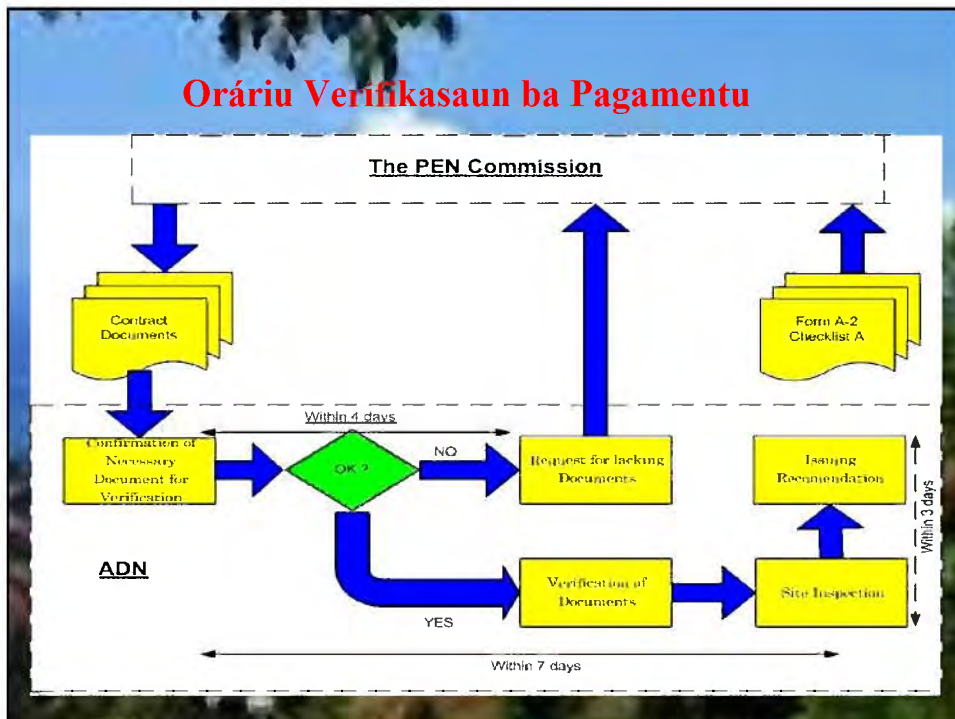 Oráriu Verifikasaun ba Pagamentu
The PEN Commission
Contract
Documents
Form A-2
Checklist A
Within 4 days
Confirmation of
Necessary
Document for
Verification
OK ?
NO
Request for lacking
Documents
Issuing
Recomendation
Within 3 days
ADN
YES
Verification of
Documents
Site Inspection
Within 7 days